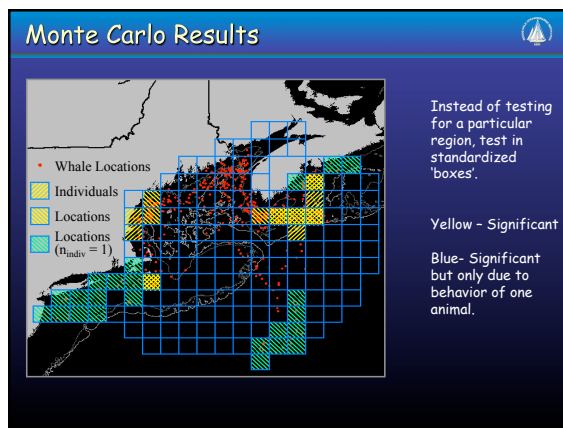 Monte Carlo Results
Whale Locations
Individuals
Locations
Locations
(nindiv = 1)
Instead of testing
for a particular
region, test in
standardized
‘boxes’.
Yellow – Significant
Blue- Significant
but only due to
behavior of one
animal.